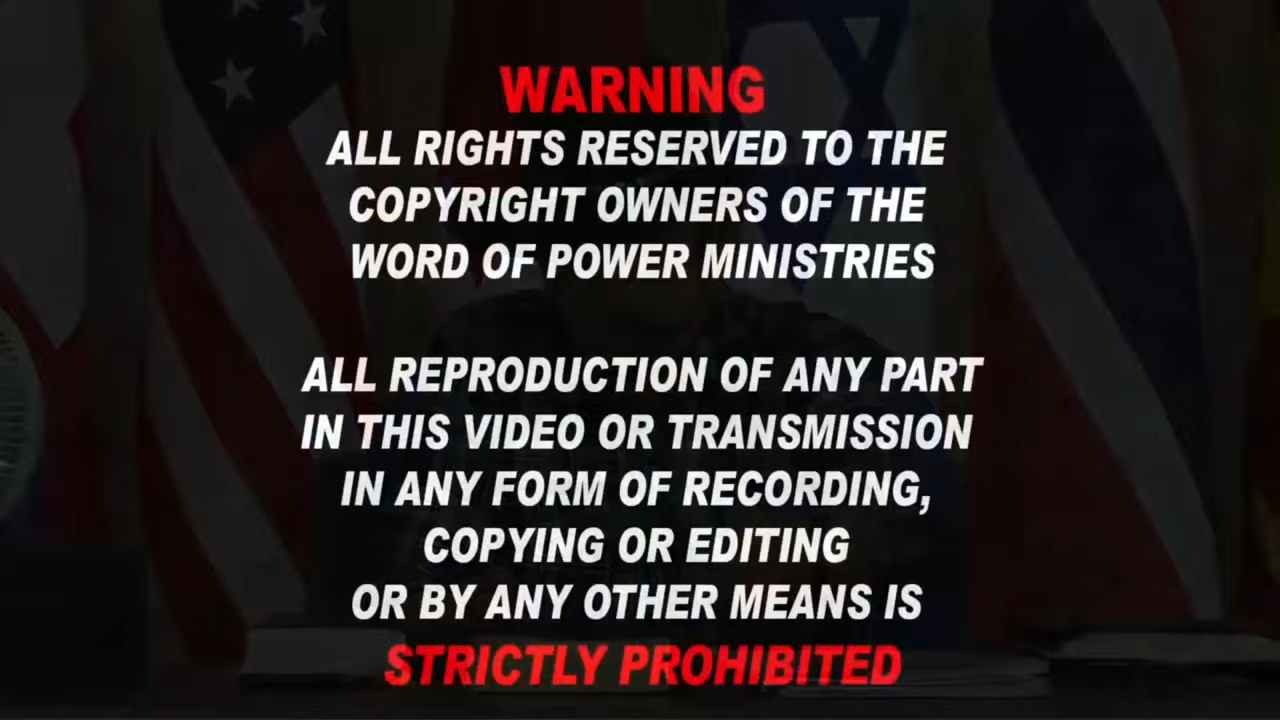 WARNING
ALL RIGHTS RESERVED TO THE
COPYRIGHT OWNERS OF THE
WORD OF POWER MINISTRIES
ALL REPRODUCTION OF ANY PART
IN THIS VIDEO OR TRANSMISSION
IN ANY FORM OF RECORDING,
COPYING OR EDITING
OR BY ANY OTHER MEANS IS
STRICTLY PROHIBITED